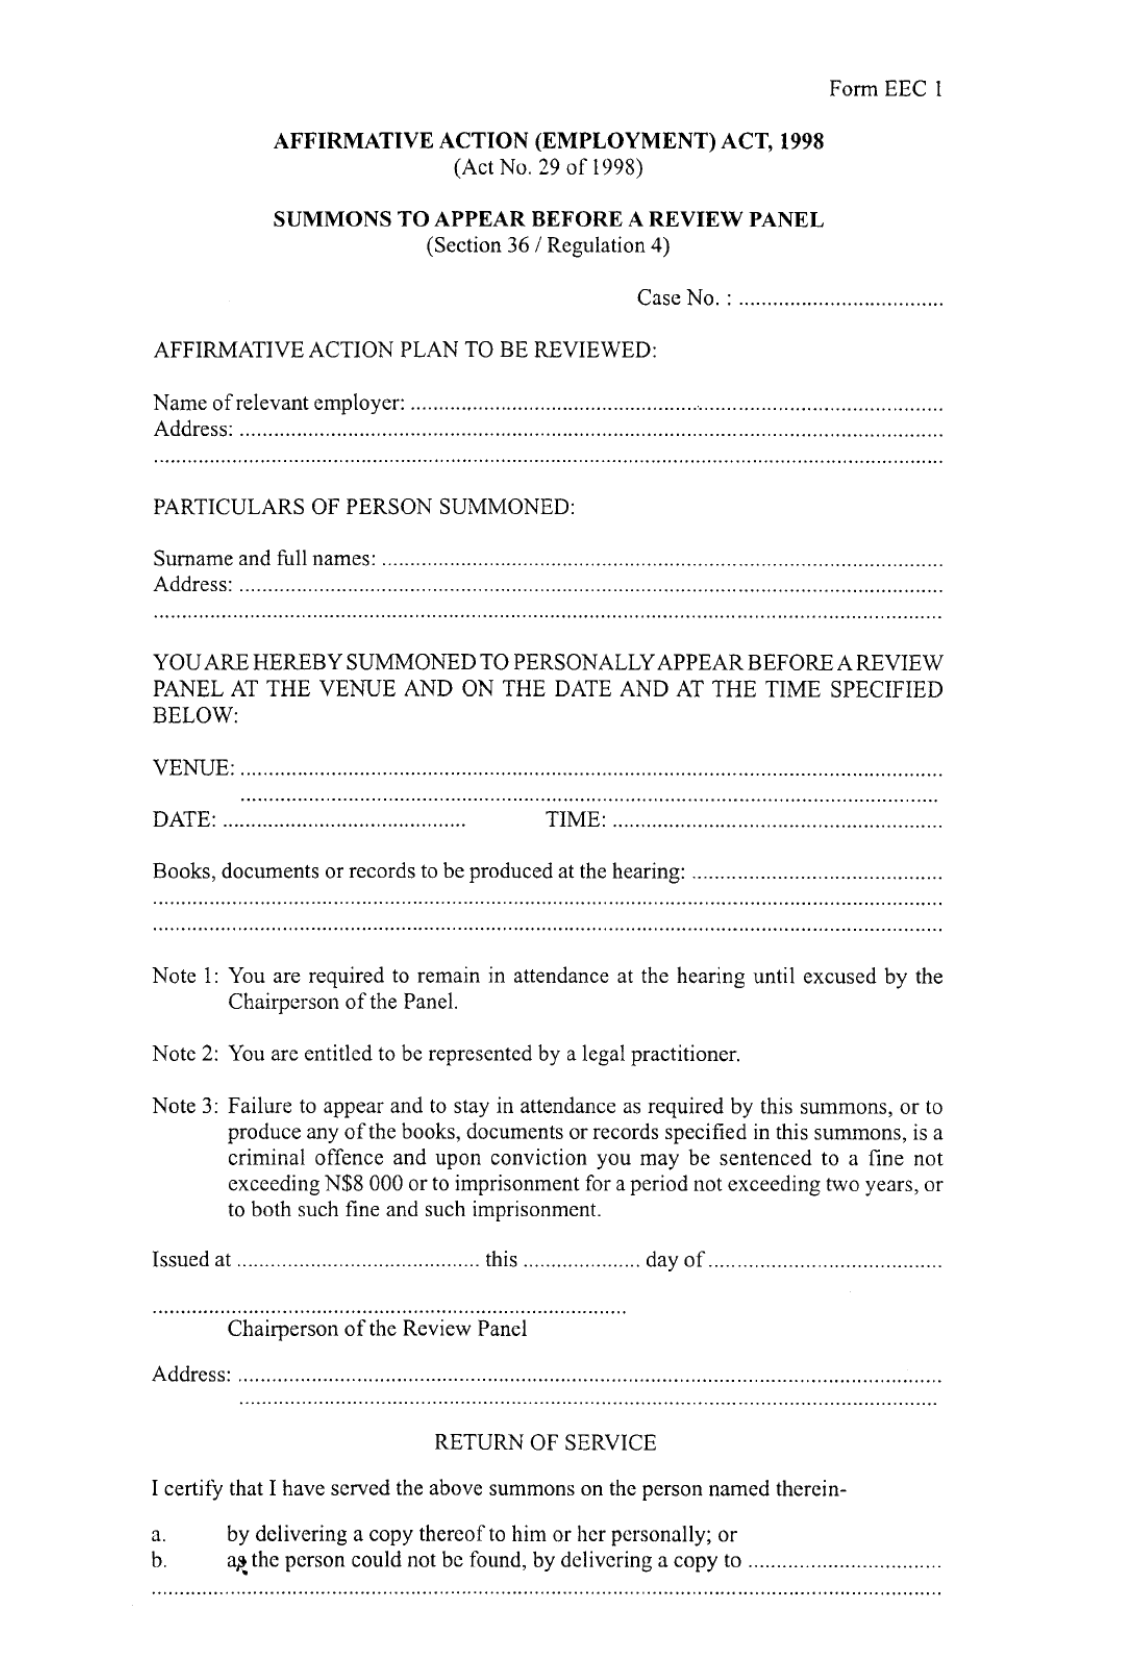 Form EEC 1
AFFIRMATIVE ACTION (EMPLOYMENT) ACT, 1998
(Act No. 29 of 1998)
SUMMONS TO APPEAR BEFORE A REVIEW PANEL
(Section 36 / Regulation 4)
Case No. : ....................................
AFFIRMATIVE ACTION PLAN TO BE REVIEWED:
Name of relevant employer: ..............................................................................................
Address: ............................................................................................................................
...........................................................................................................................................
PARTICULARS OF PERSON SUMMONED:
Surname and full names: ...................................................................................................
Address: ............................................................................................................................
...........................................................................................................................................
YOU ARE HEREBY SUMMONED TO PERSONALLY APPEAR BEFORE A REVIEW
PANEL AT THE VENUE AND ON THE DATE AND AT THE TIME SPECIFIED
BELOW:
VENUE: ............................................................................................................................
...........................................................................................................................
DATE: ........................................... TIME: ..........................................................
Books, documents or records to be produced at the hearing: ............................................
...........................................................................................................................................
...........................................................................................................................................
Note 1: You are required to remain in attendance at the hearing until excused by the
Chairperson of the Panel.
Note 2: You are entitled to be represented by a legal practitioner.
Note 3: Failure to appear and to stay in attendance as required by this summons, or to
produce any of the books, documents or records specified in this summons, is a
criminal offence and upon conviction you may be sentenced to a fine not
exceeding N$8 000 or to imprisonment for a period not exceeding two years, or
to both such fine and such imprisonment.
Issued at ........................................... this ..................... day of .........................................
...................................................................................
Chairperson of the Review Panel
Address: ............................................................................................................................
...........................................................................................................................
RETURN OF SERVICE
I certify that I have served the above summons on the person named therein-
a. by delivering a copy thereof to him or her personally; or
b. as the person could not be found, by delivering a copy to ..................................
...........................................................................................................................................